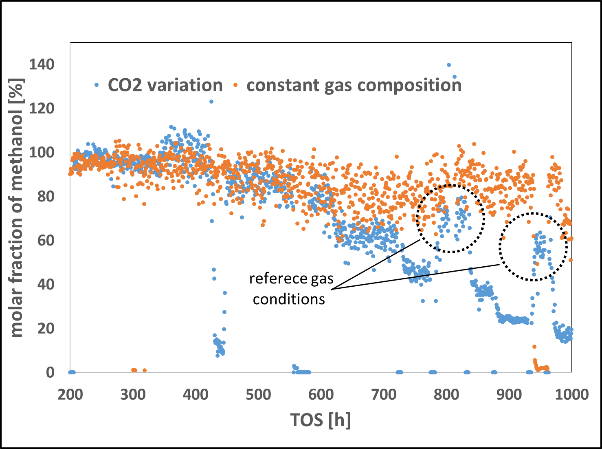 140
120
100
80
60
40
20
0
molar fraction of methanol [%]
CO2 variation constant gas composition
referece gas
conditions
200 300 400 500 600 700 800 900 1000
TOS [h]